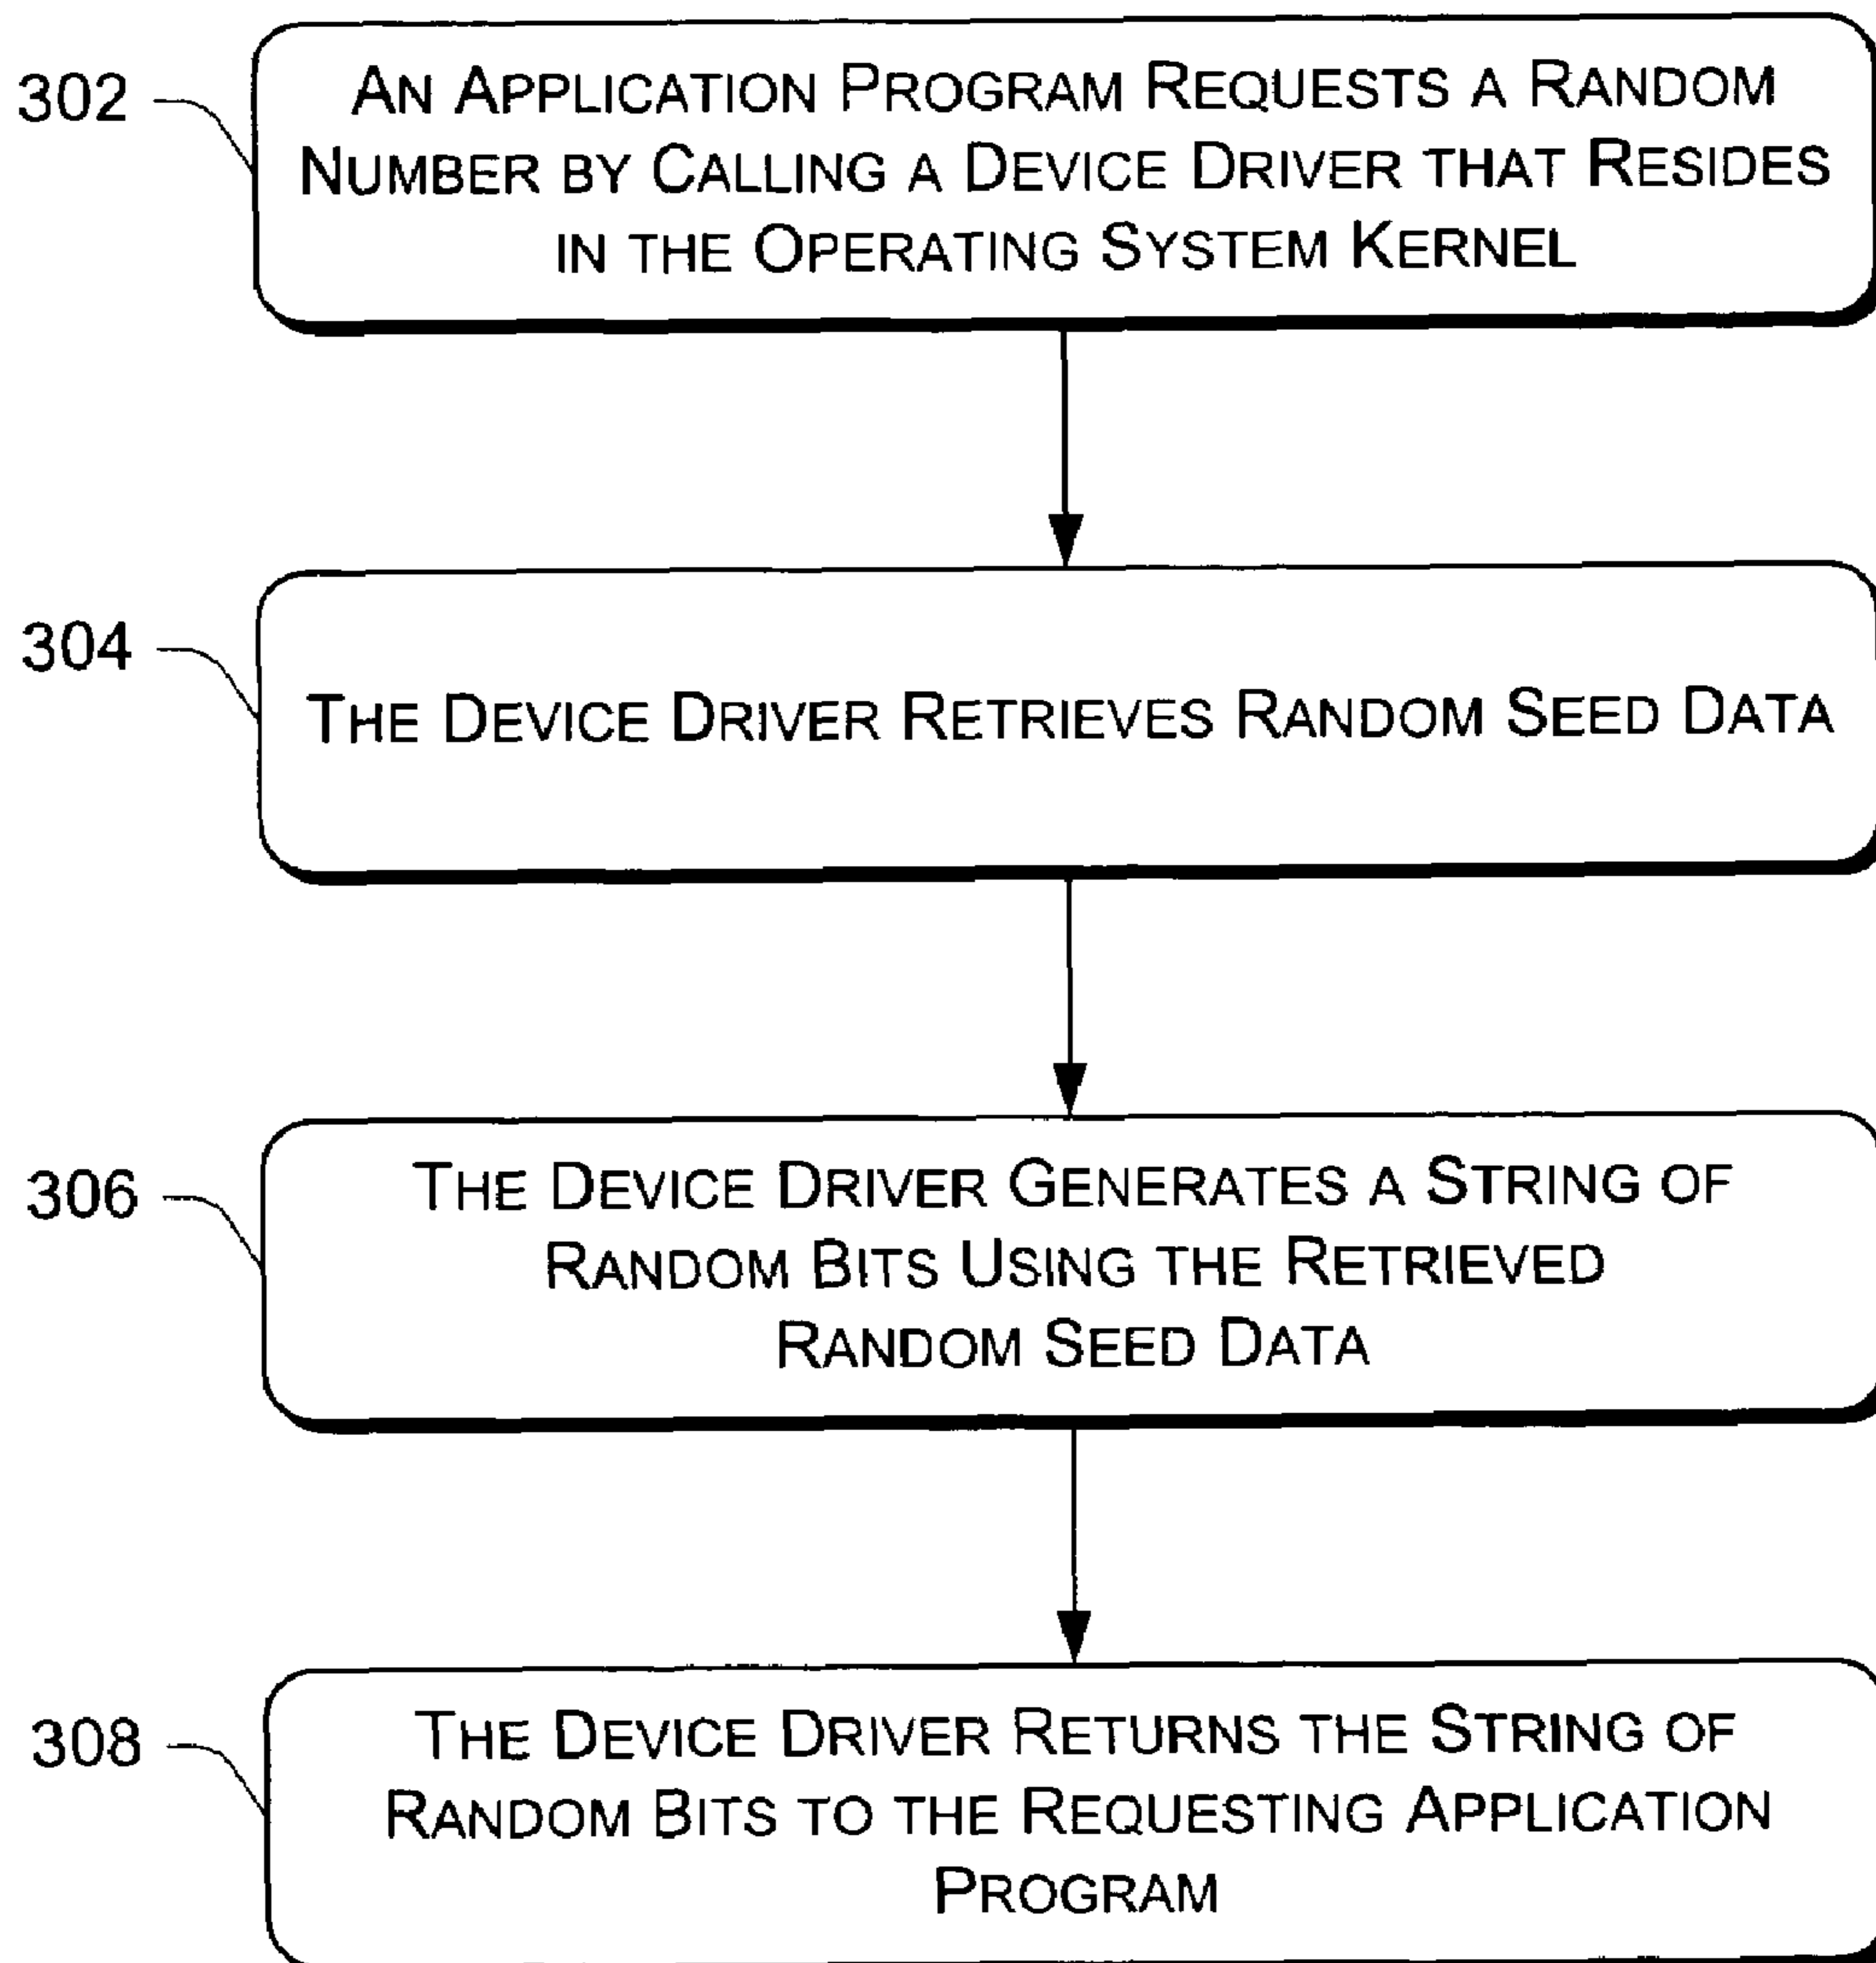 302
AN APPLICATION PROGRAM REQUESTS A RANDOM
NUMBER BY CALLING A DEVICE DRIVER THAT RESIDES
IN THE OPERATING SYSTEM KERNEL
304
THE DEVICE DRIVER RETRIEVES RANDOM SEED DATA
306
THE DEVICE DRIVER GENERATES A STRING OF
RANDOM BITS USING THE RETRIEVED
RANDOM SEED DATA
308
THE DEVICE DRIVER RETURNS THE STRING OF
RANDOM BITS TO THE REQUESTING APPLICATION
PROGRAM